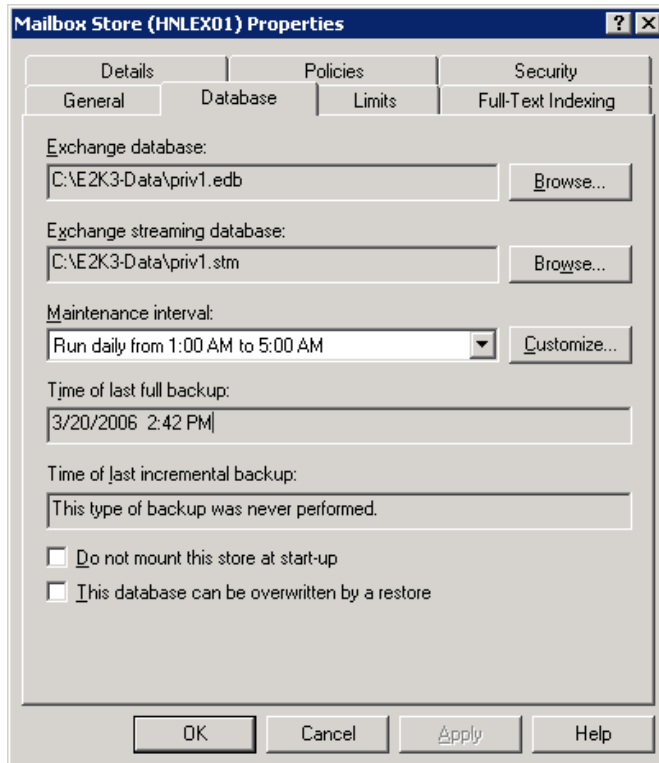 Mailbox Store (HNLEX01) Properties
Details Policies Security
General Database Limits Full-Text Indexing
Exchange database:
C:\E2K3-Data\priv1.edb Browse...
Exchange streaming database:
C:\E2K3-Data\priv1.stm Browse...
Maintenance interval:
Run daily from 1:00 AM to 5:00 AM Customize...
Time of last full backup:
3/20/2006 2:42 PM
Time of last incremental backup:
This type of backup was never performed.
Do not mount this store at start-up
This database can be overwritten by a restore
OK Cancel Apply Help